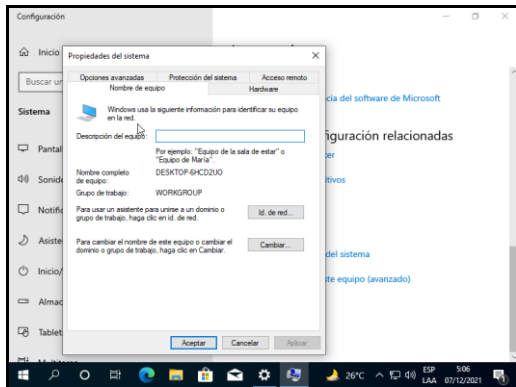 Configuración
Inicio
Buscar un
Sistema
Pantal
Sonido
Notific
Asiste
Inicio/
Almac
Tablet
Propiedades del sistema
Opciones avanzadas
Protección del sistema
Acceso remoto
Nombre de equipo
Hardware
Windows usa la siguiente información para identificar su equipo
en la red.
Descripción del equipo:
Por ejemplo: "Equipo de la sala de estar" o
"Equipo de María".
Nombre completo
de equipo:
DESKTOP-6HCD2UO
Grupo de trabajo:
WORKGROUP
Para usar un asistente para unirse a un dominio o
grupo de trabajo, haga clic en id. de red.
Id. de red...
Para cambiar el nombre de este equipo o cambiar el
dominio o grupo de trabajo, haga clic en Cambiar.
Cambiar...
Aceptar
Cancelar
Aplicar
cia del software de Microsoft
figuración relacionadas
cer
itivos
del sistema
te equipo (avanzado)
26°C
ESP
LAA
5:06
07/12/2021